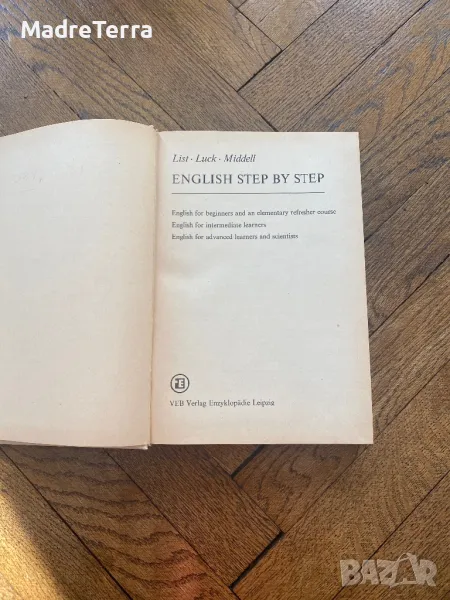 MadreTerra
List · Luck · Middell
ENGLISH STEP BY STEP
English for beginners and an elementary refresher course
English for intermediate learners
English for advanced learners and scientists
VEB Verlag Enzyklopädie Leipzig
BAZAR